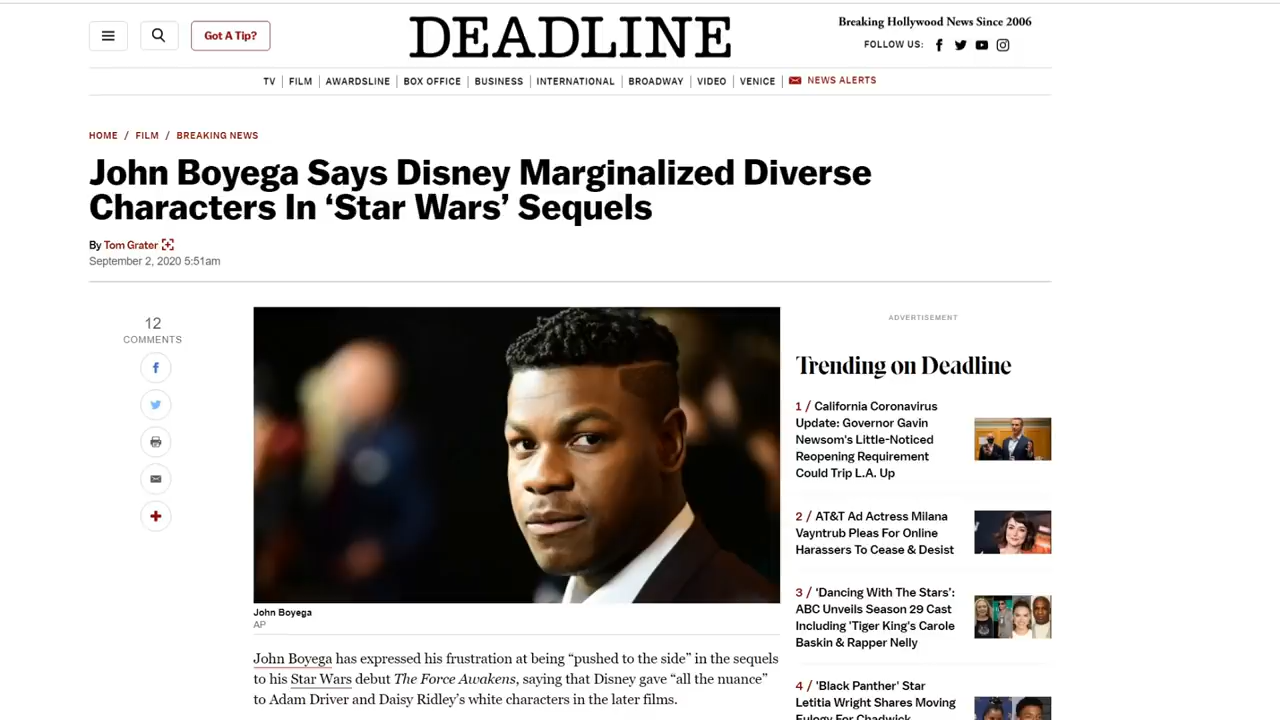 Got A Tip?
DEADLINE
Breaking Hollywood News Since 2006
FOLLOW US:
TV | FILM | AWARDSLINE | BOX OFFICE | BUSINESS | INTERNATIONAL | BROADWAY | VIDEO | VENICE | NEWS ALERTS
HOME / FILM / BREAKING NEWS
John Boyega Says Disney Marginalized Diverse
Characters In ‘Star Wars’ Sequels
By Tom Grater
September 2, 2020 5:51am
12
COMMENTS
John Boyega
AP
John Boyega has expressed his frustration at being “pushed to the side” in the sequels
to his Star Wars debut The Force Awakens, saying that Disney gave “all the nuance”
to Adam Driver and Daisy Ridley’s white characters in the later films.
ADVERTISEMENT
Trending on Deadline
1 / California Coronavirus
Update: Governor Gavin
Newsom's Little-Noticed
Reopening Requirement
Could Trip L.A. Up
2 / AT&T Ad Actress Milana
Vayntrub Pleas For Online
Harassers To Cease & Desist
3 / ‘Dancing With The Stars’:
ABC Unveils Season 29 Cast
Including 'Tiger King's Carole
Baskin & Rapper Nelly
4 / 'Black Panther' Star
Letitia Wright Shares Moving
Eulogy For Chadwick